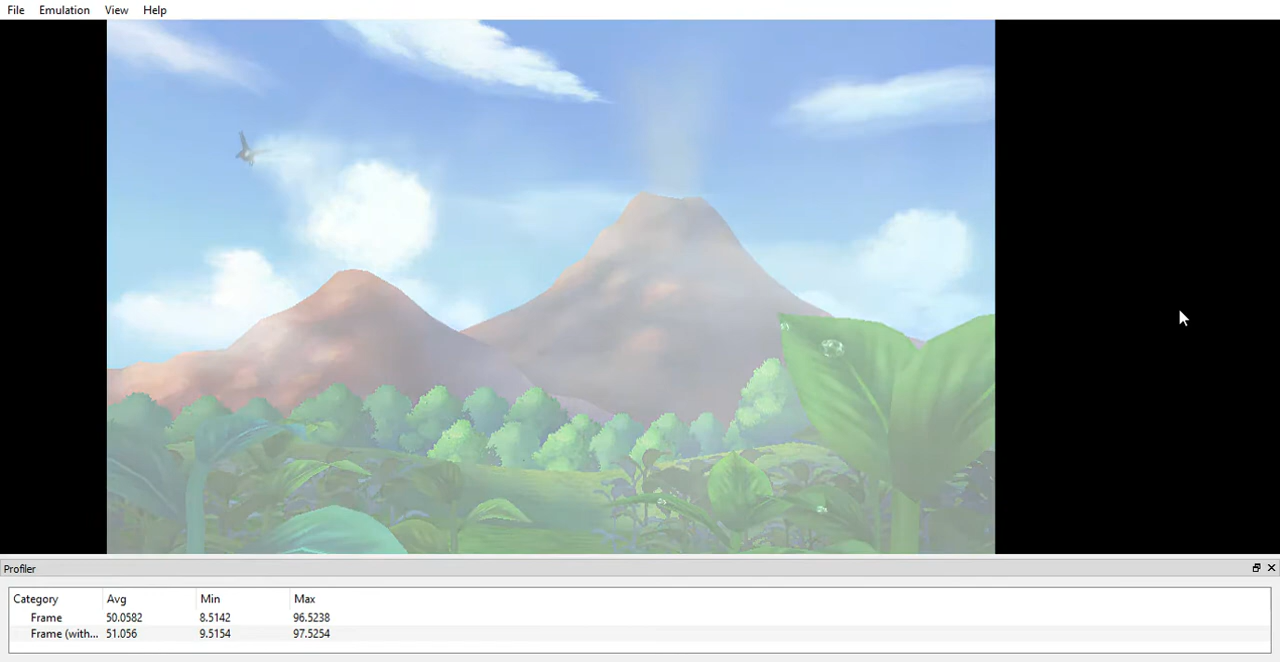 File Emulation View Help
Profiler
Category Avg Min Max
Frame 50.0582 8.5142 96.5238
Frame (with... 51.056 9.5154 97.5254